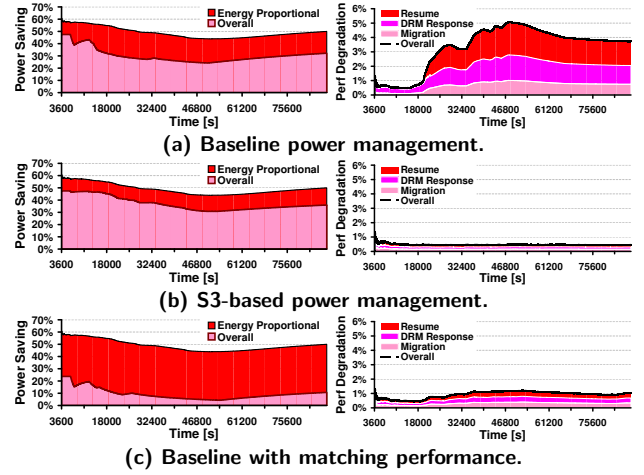 Power Saving
70%
60%
50%
40%
30%
20%
10%
0%
Energy Proportional
Overall
3600 18000 32400 46800 61200 75600
Time [s]
Perf Degradation
6%
5%
4%
3%
2%
1%
0%
Resume
DRM Response
Migration
Overall
3600 18000 32400 46800 61200 75600
Time [s]
(a) Baseline power management.
Power Saving
70%
60%
50%
40%
30%
20%
10%
0%
Energy Proportional
Overall
3600 18000 32400 46800 61200 75600
Time [s]
Perf Degradation
6%
5%
4%
3%
2%
1%
0%
Resume
DRM Response
Migration
Overall
3600 18000 32400 46800 61200 75600
Time [s]
(b) S3-based power management.
Power Saving
70%
60%
50%
40%
30%
20%
10%
0%
Energy Proportional
Overall
3600 18000 32400 46800 61200 75600
Time [s]
Perf Degradation
6%
5%
4%
3%
2%
1%
0%
Resume
DRM Response
Migration
Overall
3600 18000 32400 46800 61200 75600
Time [s]
(c) Baseline with matching performance.